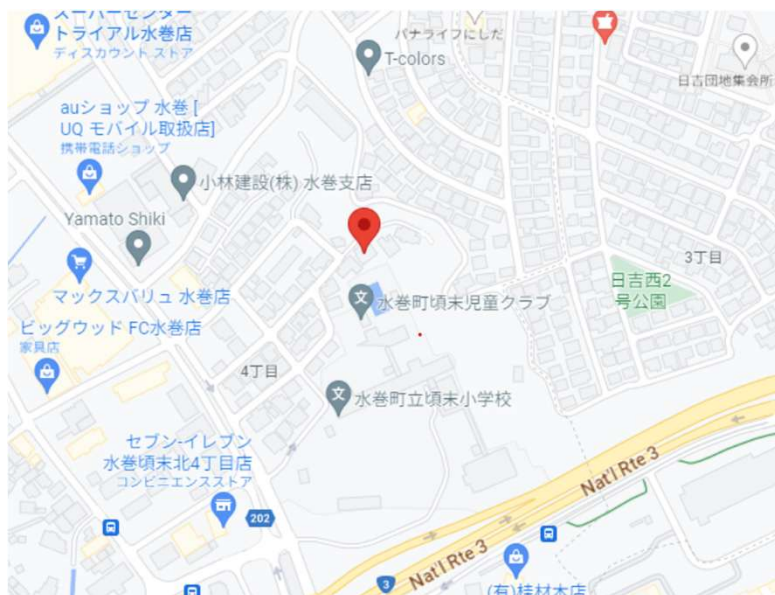 スーパーセンター
トライアル水巻店
ディスカウント ストア
パナライフにしだ
T-colors
日吉団地集会所
auショップ 水巻 [
UQ モバイル取扱店]
携帯電話ショップ
小林建設(株) 水巻支店
Yamato Shiki
3丁目
マックスバリュ 水巻店
水巻町頃末児童クラブ
日吉西2
号公園
ビッグウッド FC水巻店
家具店
4丁目
水巻町立頃末小学校
セブン-イレブン
水巻頃末北4丁目店
コンビニエンスストア
202
Nat'l Rte 3
Nat'l Rte 3
3
(有)桂材木店
文
文